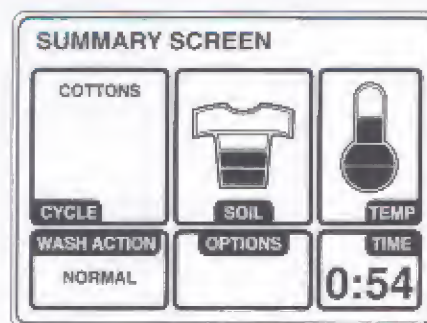 SUMMARY SCREEN
COTTONS
CYCLE
SOIL
TEMP
WASH ACTION
OPTIONS
TIME
NORMAL
0:54